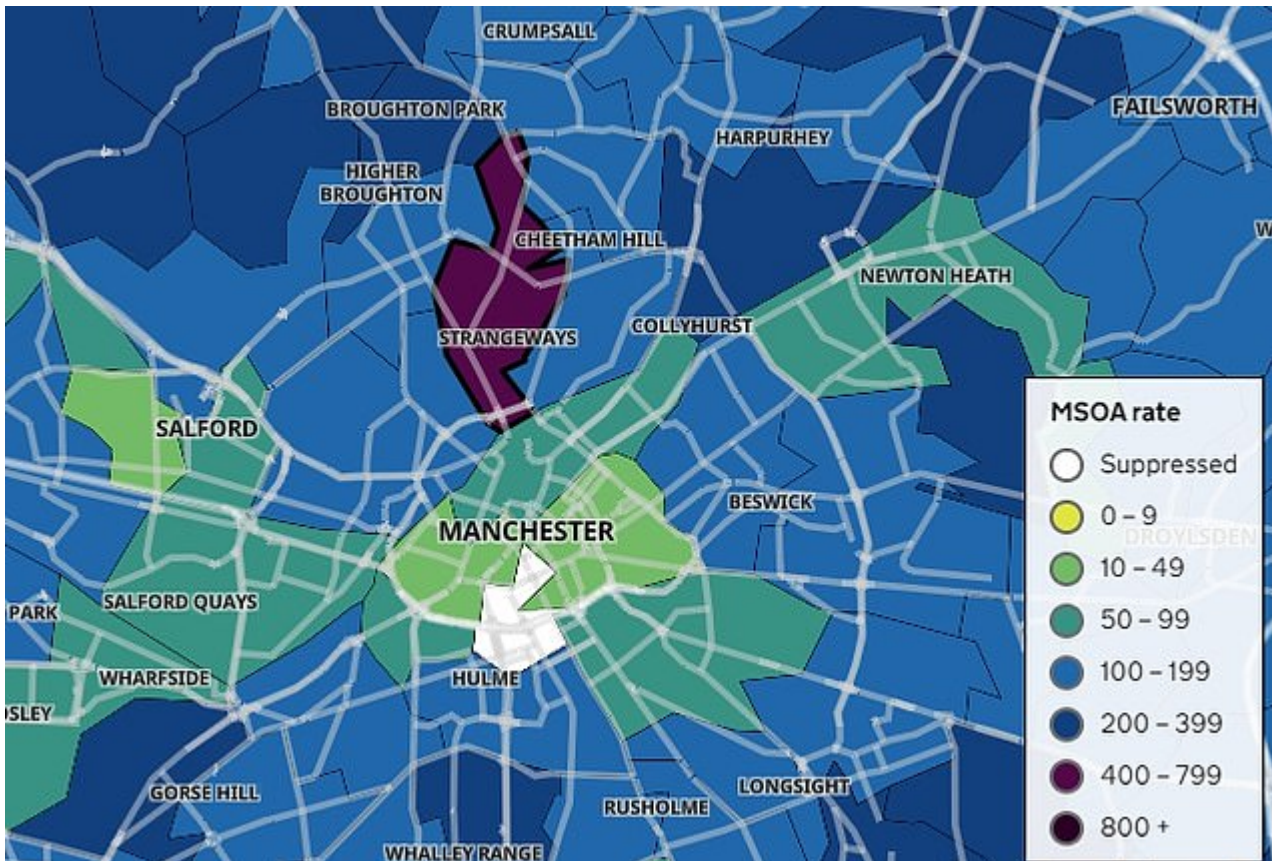 CRUMPSALL
BROUGHTON PARK
FAILSWORTH
HARPURHEY
HIGHER
BROUGHTON
W
CHEETHAM HILL
NEWTON HEATH
COLLYHURST
STRANGEWAYS
SALFORD
BESWICK
MANCHESTER
DROYLSDEN
SALFORD QUAYS
PARK
WHARFSIDE
HULME
OSLEY
GORSE HILL
LONGSIGHT
RUSHOLME
WHALLEY RANGE
MSOA rate
Suppressed
0 – 9
10 – 49
50 – 99
100 – 199
200 – 399
400 – 799
800 +